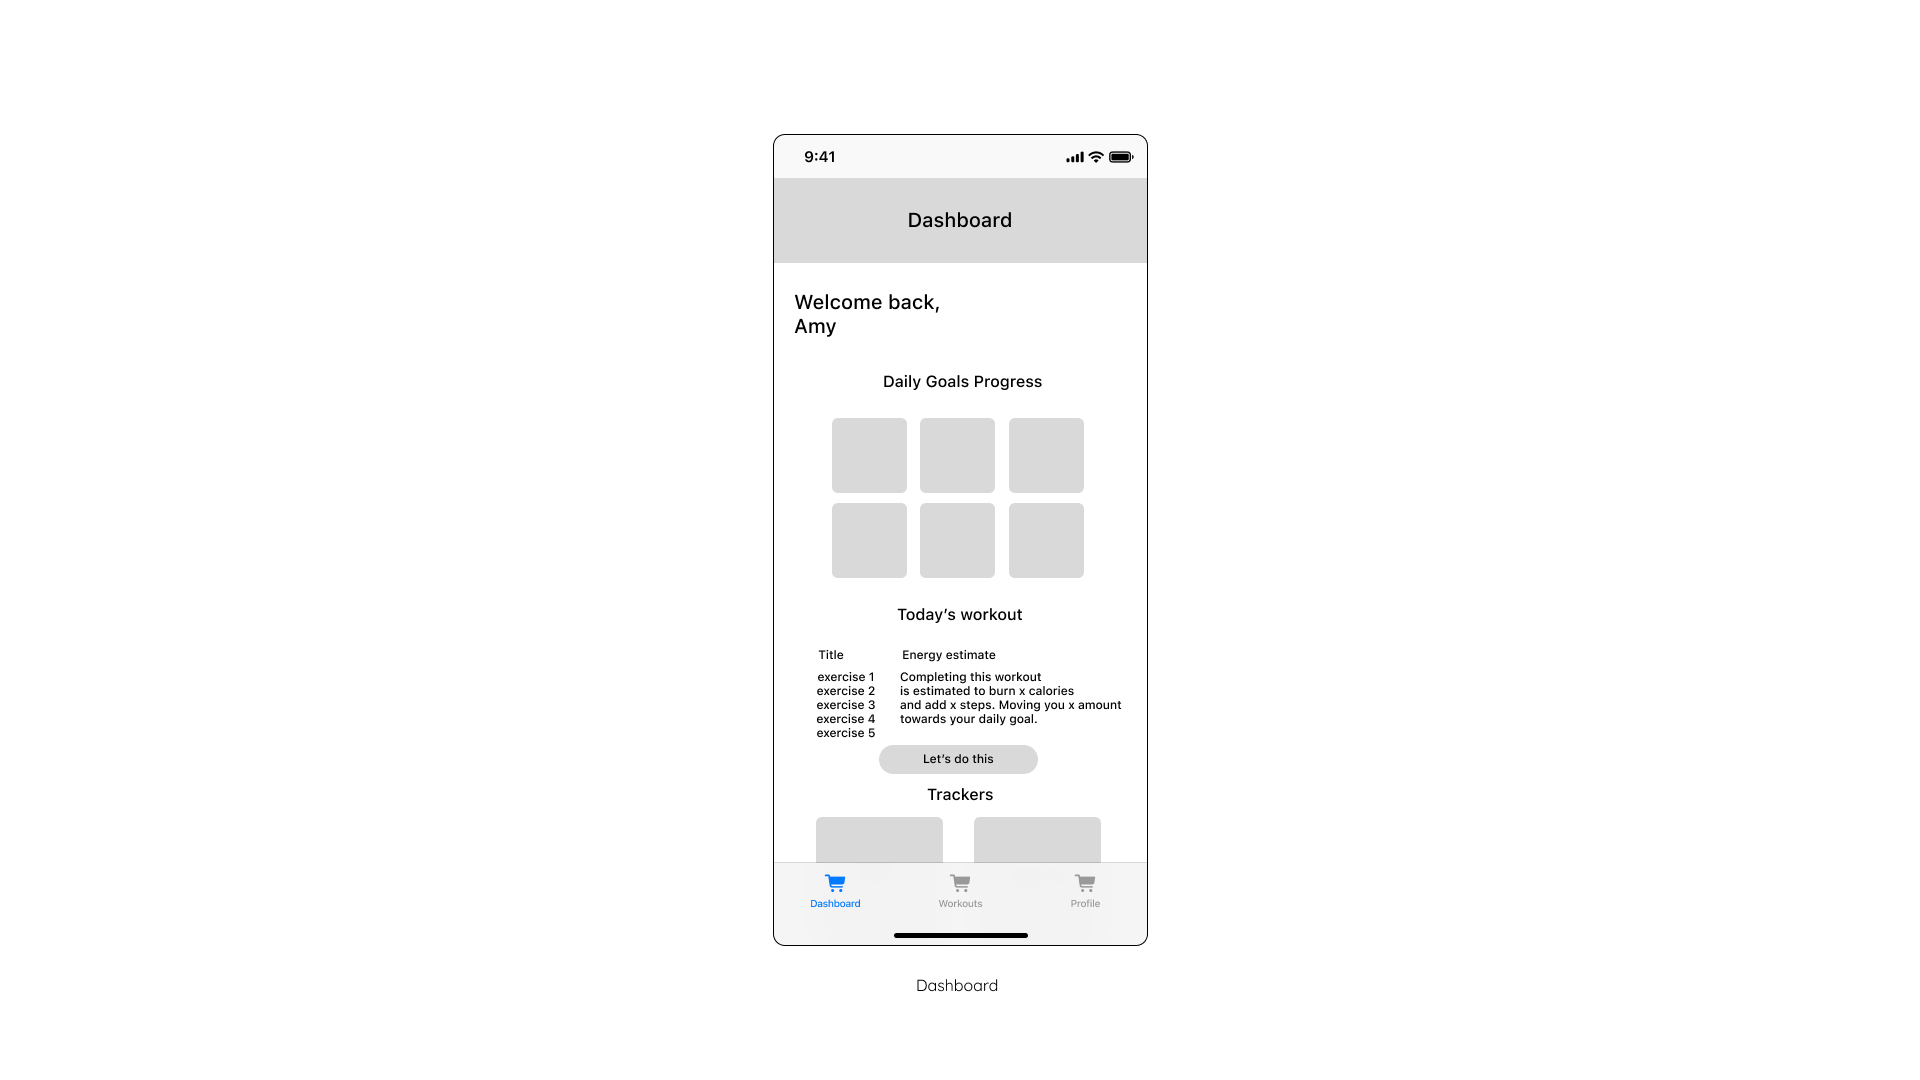 9:41
Dashboard
Welcome back,
Amy
Daily Goals Progress
Today’s workout
Title
Energy estimate
exercise 1
exercise 2
exercise 3
exercise 4
exercise 5
Completing this workout
is estimated to burn x calories
and add x steps. Moving you x amount
towards your daily goal.
Let’s do this
Trackers
Dashboard
Workouts
Profile
Dashboard